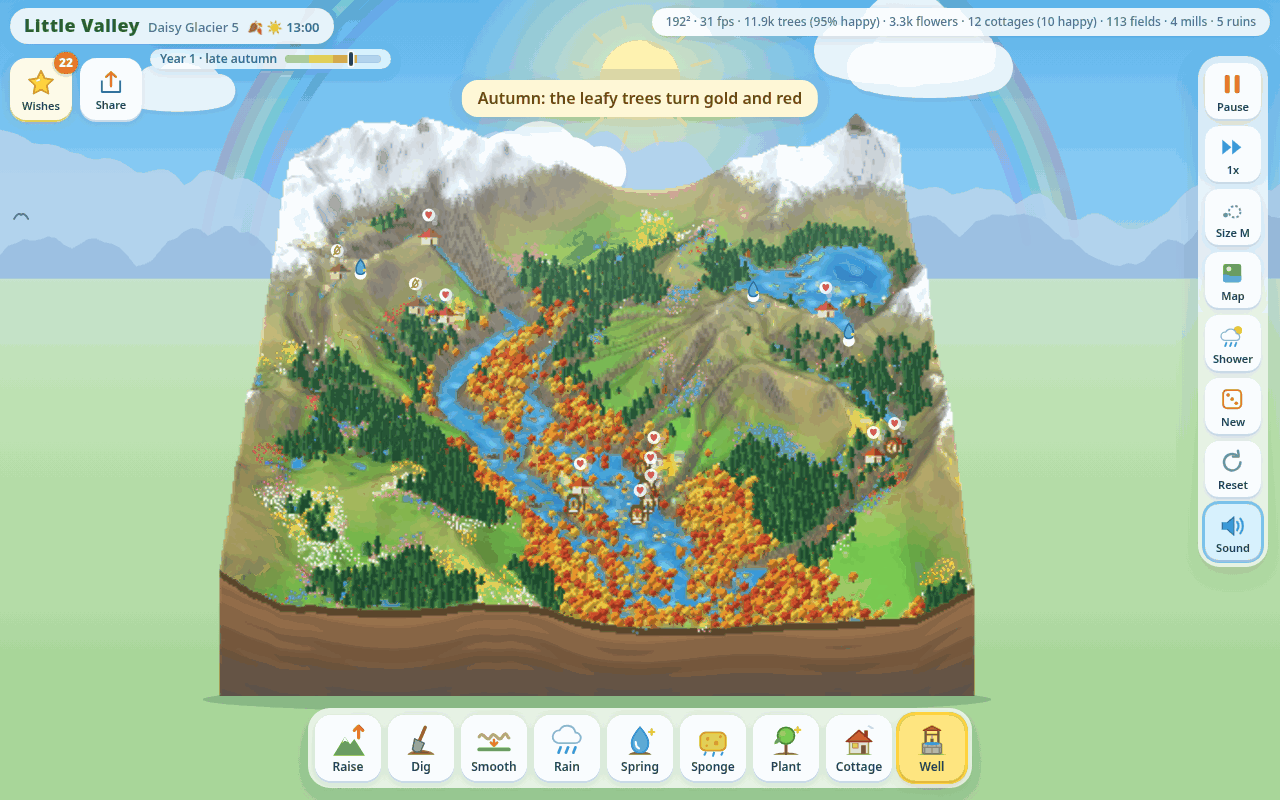 Little Valley Daisy Glacier 5 13:00
192² · 31 fps · 11.9k trees (95% happy) · 3.3k flowers · 12 cottages (10 happy) · 113 fields · 4 mills · 5 ruins
Year 1 · late autumn
22
Wishes
Share
Autumn: the leafy trees turn gold and red
Pause
1x
Size M
Map
Shower
New
Reset
Sound
Raise
Dig
Smooth
Rain
Spring
Sponge
Plant
Cottage
Well